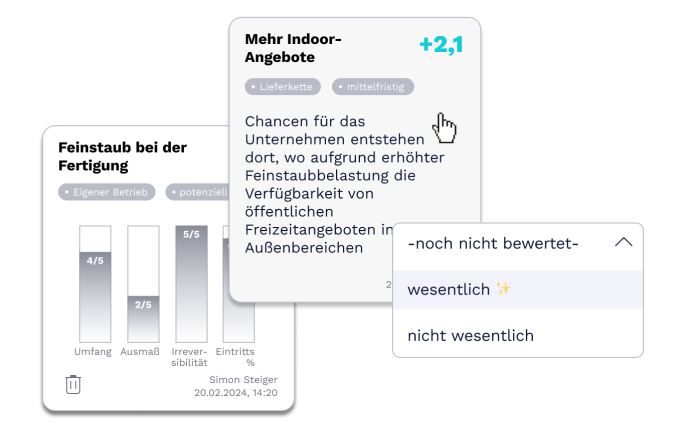 Mehr Indoor-
Angebote
+2,1
• Lieferkette
• mittelfristig
Chancen für das
Unternehmen entstehen
dort, wo aufgrund erhöhter
Feinstaubbelastung die
Verfügbarkeit von
öffentlichen
Freizeitangeboten in
Außenbereichen
Feinstaub bei der
Fertigung
• Eigener Betrieb
• potenziell
4/5
2/5
5/5
Umfang
Ausmaß
Irrever-
sibilität
Eintritts
%
Simon Steiger
20.02.2024, 14:20
-noch nicht bewertet-
wesentlich ✨
nicht wesentlich